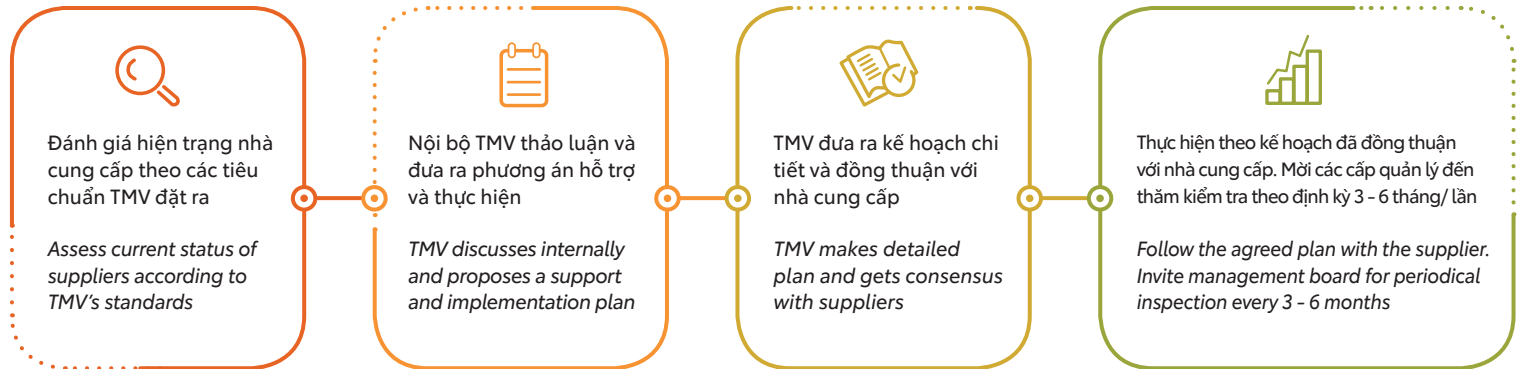 Đánh giá hiện trạng nhà
cung cấp theo các tiêu
chuẩn TMV đặt ra
Assess current status of
suppliers according to
TMV's standards
Nội bộ TMV thảo luận và
đưa ra phương án hỗ trợ
và thực hiện
TMV discusses internally
and proposes a support
and implementation plan
TMV đưa ra kế hoạch chi
tiết và đồng thuận với
nhà cung cấp
TMV makes detailed
plan and gets consensus
with suppliers
Thực hiện theo kế hoạch đã đồng thuận
với nhà cung cấp. Mời các cấp quản lý đến
thăm kiểm tra theo định kỳ 3 - 6 tháng/ lần
Follow the agreed plan with the supplier.
Invite management board for periodical
inspection every 3 - 6 months